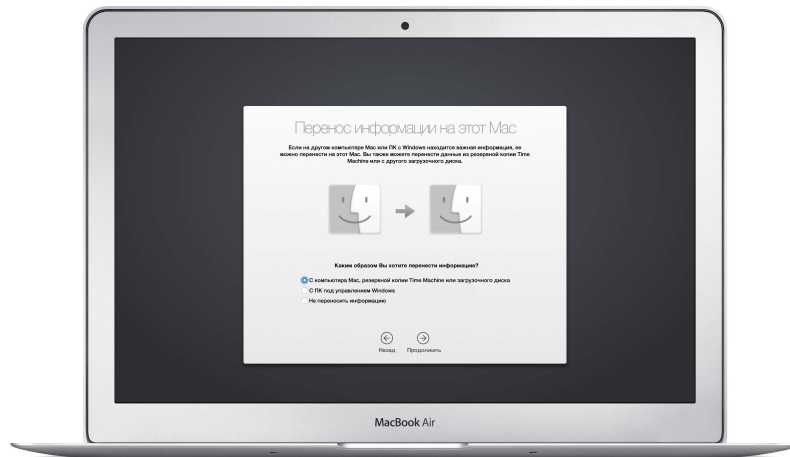 Перенос информации на этот Mac
Если на другом компьютере Mac или ПК с Windows находится важная информация, ее
можно перенести на этот Mac. Вы также можете перенести данные из резервной копии Time
Machine или с другого загрузочного диска.
Каким образом Вы хотите перенести информацию?
С компьютера Mac, резервной копии Time Machine или загрузочного диска
С ПК под управлением Windows
Не переносить информацию
Назад Продолжить
MacBook Air